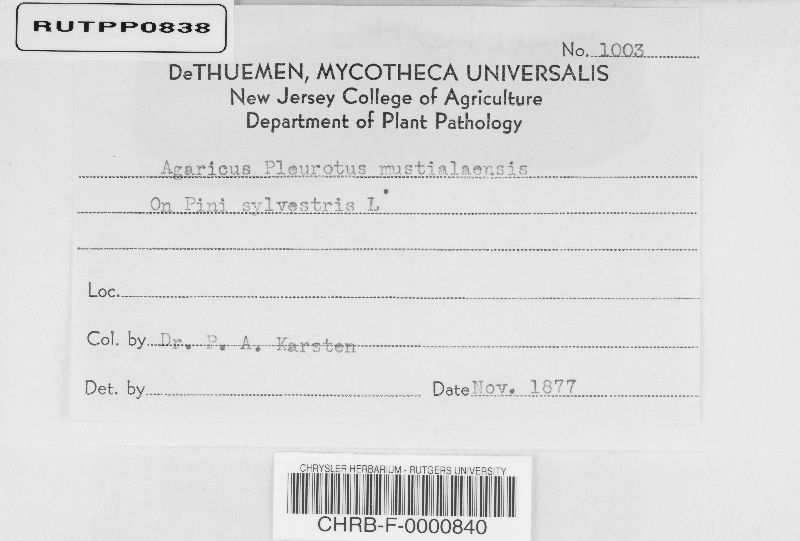 RUTPP0838
No. 1003
DeTHUEMEN, MYCOTHECA UNIVERSALIS
New Jersey College of Agriculture
Department of Plant Pathology
Agaricus Pleurotus mustialaensis
On Pini sylvestris L.
Loc.
Col. by Dr. P. A. Karsten
Det. by
Date Nov. 1877
CHRYSLER HERBARIUM - RUTGERS UNIVERSITY
CHRB-F-0000840